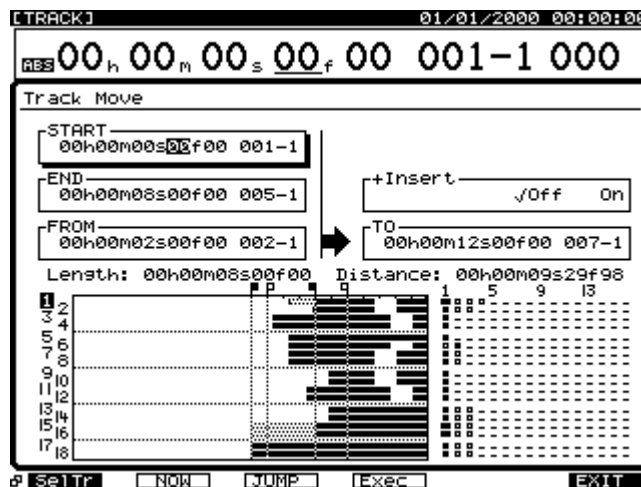 [TRACK] 01/01/2000 00:00:00
ABS 00h 00m 00s 00f 00 001-1 000
Track Move
START
00h00m00s00f00 001-1
END
00h00m08s00f00 005-1
+Insert
√Off On
FROM
00h00m02s00f00 002-1
TO
00h00m12s00f00 007-1
Length: 00h00m08s00f00 Distance: 00h00m09s29f98
1 5 9 13
1
2
3
4
5
6
7
8
9
10
11
12
13
14
15
16
17
18
SelTr NOW JUMP Exec EXIT